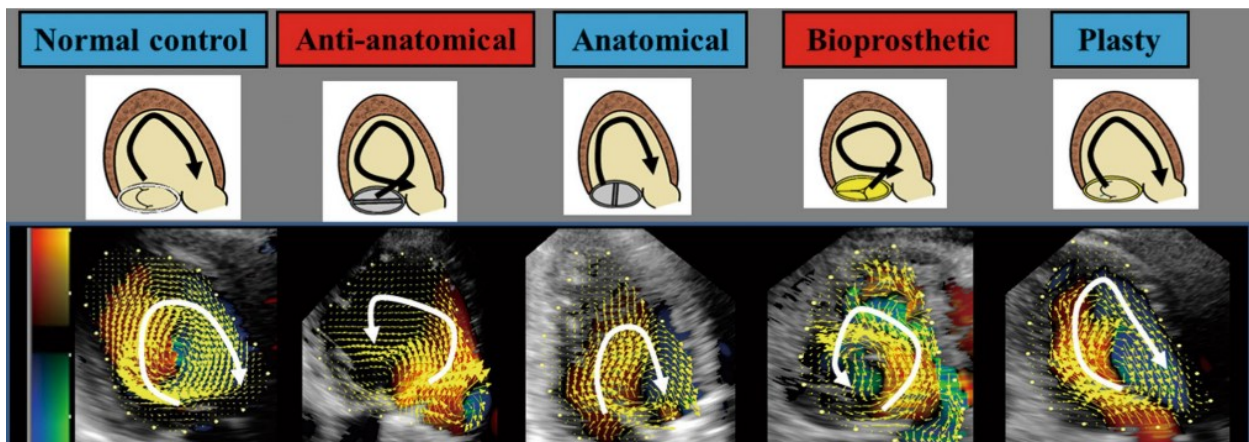 Normal control
Anti-anatomical
Anatomical
Bioprosthetic
Plasty